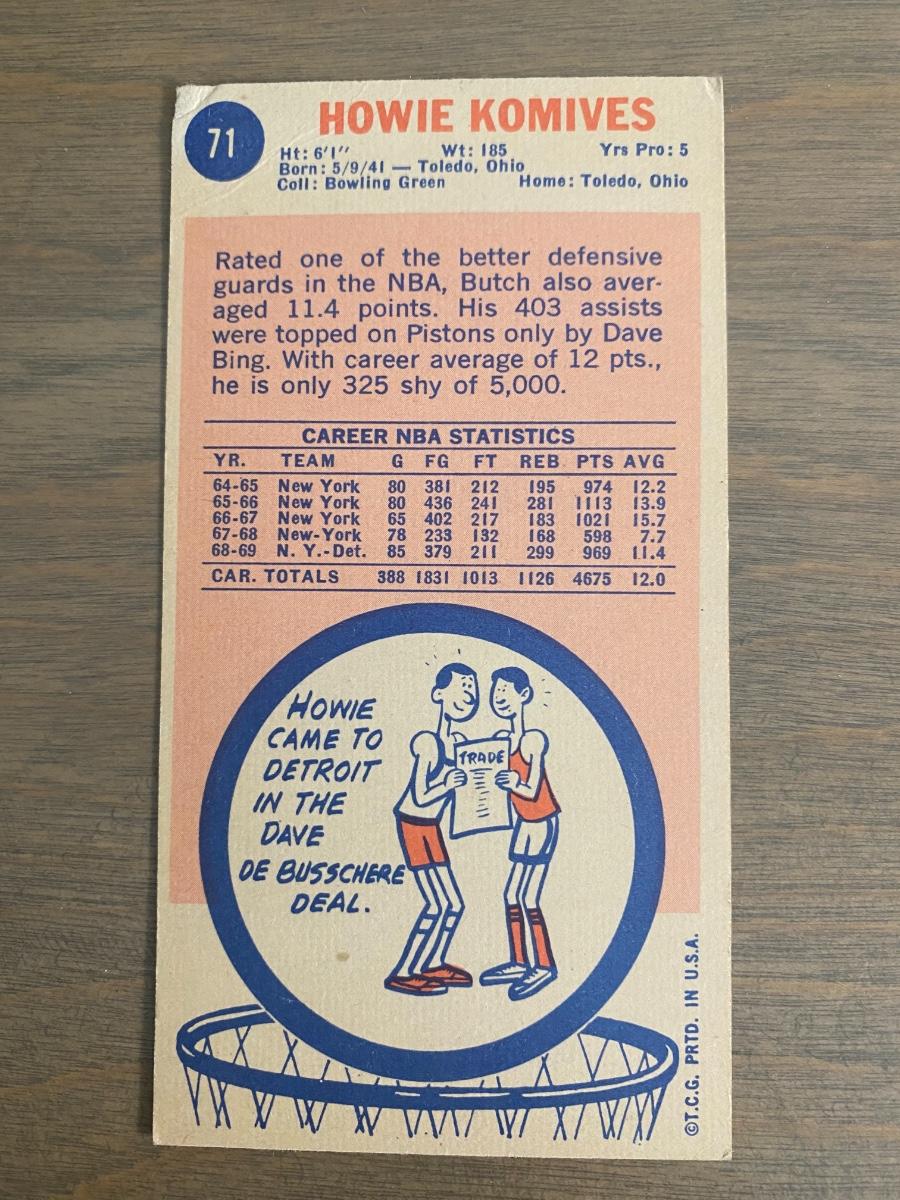 71
HOWIE KOMIVES
Ht: 6'1" Wt: 185 Yrs Pro: 5
Born: 5/9/41 — Toledo, Ohio
Coll: Bowling Green Home: Toledo, Ohio
Rated one of the better defensive
guards in the NBA, Butch also aver-
aged 11.4 points. His 403 assists
were topped on Pistons only by Dave
Bing. With career average of 12 pts.,
he is only 325 shy of 5,000.
CAREER NBA STATISTICS
YR. TEAM G FG FT REB PTS AVG
64-65 New York 80 381 212 195 974 12.2
65-66 New York 80 436 241 281 1113 13.9
66-67 New York 65 402 217 183 1021 15.7
67-68 New-York 78 233 132 168 598 7.7
68-69 N. Y.-Det. 85 379 211 299 969 11.4
CAR. TOTALS 388 1831 1013 1126 4675 12.0
HOWIE
CAME TO
DETROIT
IN THE
DAVE
DE BUSSCHERE
DEAL.
TRADE
©T.C.G. PRTD. IN U.S.A.